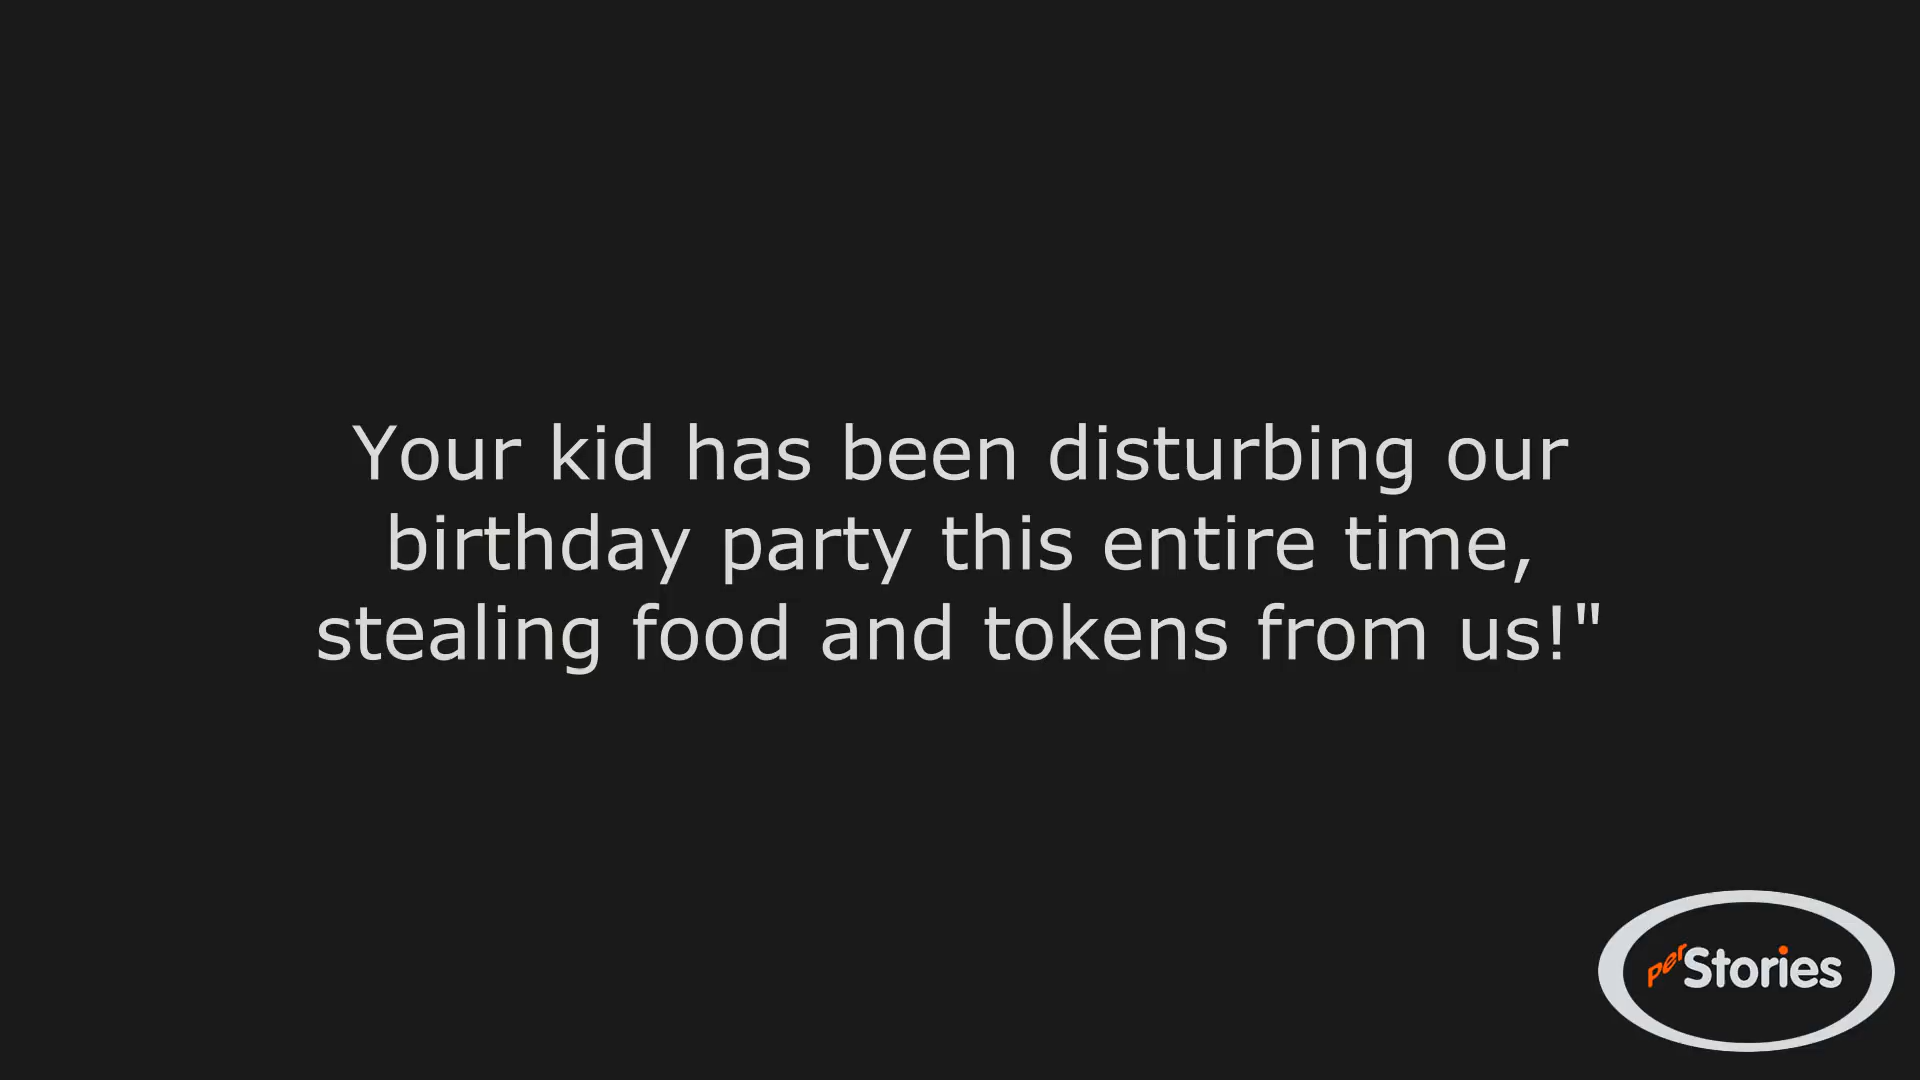 Your kid has been disturbing our
birthday party this entire time,
stealing food and tokens from us!"
perStories